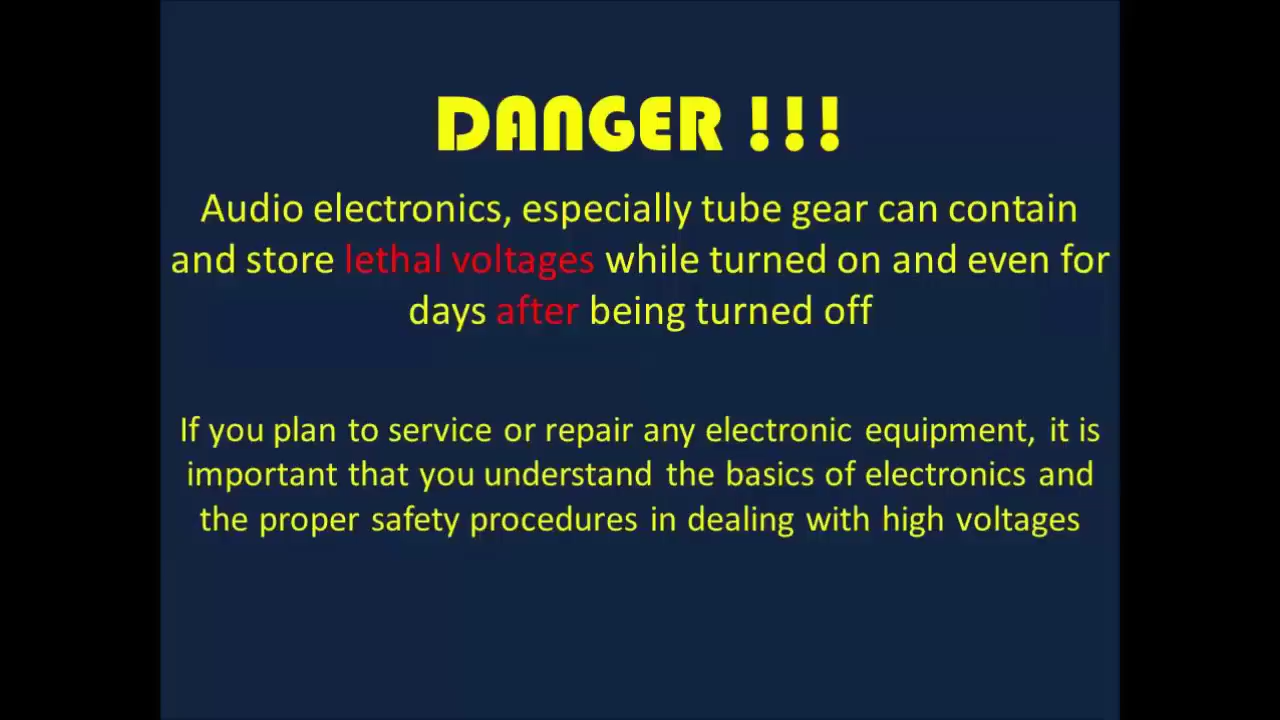 DANGER !!!
Audio electronics, especially tube gear can contain
and store lethal voltages while turned on and even for
days after being turned off
If you plan to service or repair any electronic equipment, it is
important that you understand the basics of electronics and
the proper safety procedures in dealing with high voltages